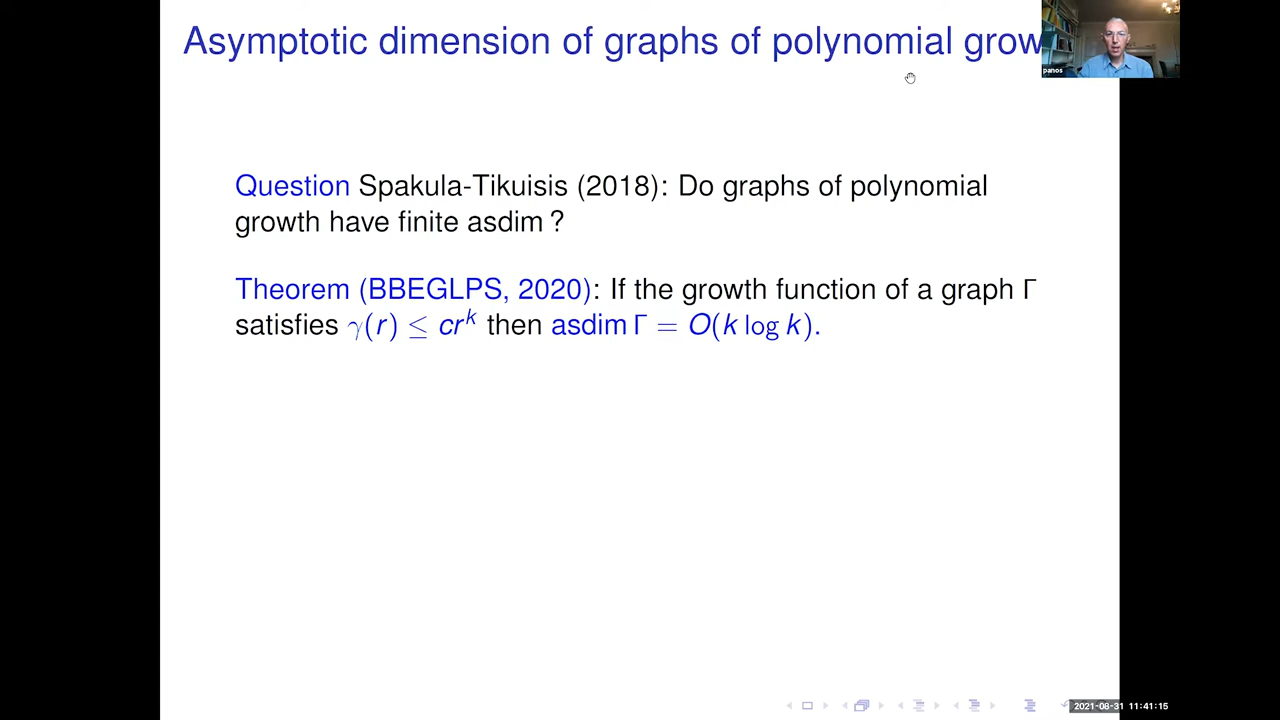 Asymptotic dimension of graphs of polynomial grow
panos
Question Spakula-Tikuisis (2018): Do graphs of polynomial
growth have finite asdim ?
Theorem (BBEGLPS, 2020): If the growth function of a graph Γ
satisfies γ(r) ≤ cr^k then asdim Γ = O(k log k).
2021-08-31 11:41:15